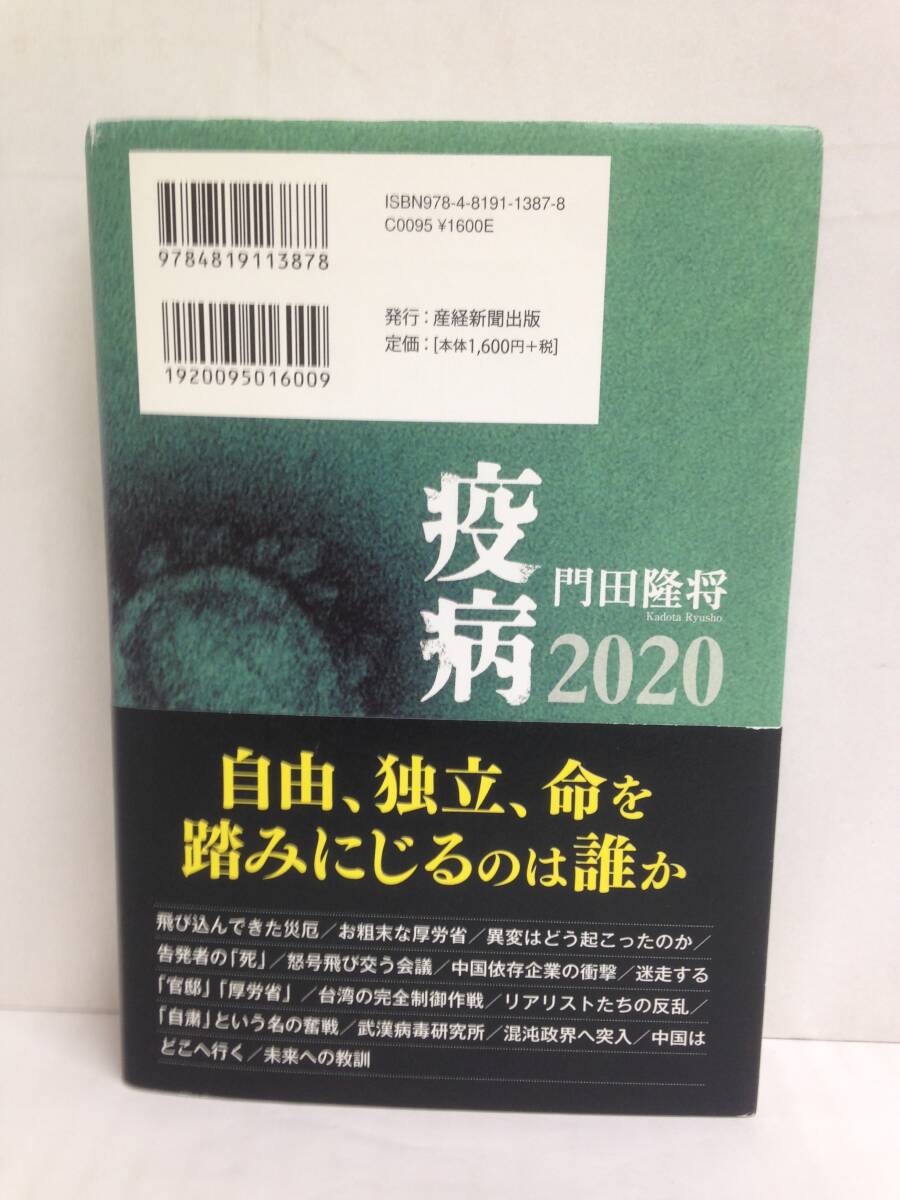 ISBN978-4-8191-1387-8
C0095 ¥1600E
9784819113878
発行：産経新聞出版
定価：[本体1,600円＋税]
1920095016009
疫病
門田隆将
Kadota Ryusho
2020
自由、独立、命を
踏みにじるのは誰か
飛び込んできた災厄／お粗末な厚労省／異変はどう起こったのか／
告発者の「死」／怒号飛び交う会議／中国依存企業の衝撃／迷走する
「官邸」「厚労省」／台湾の完全制御作戦／リアリストたちの反乱／
「自粛」という名の奮戦／武漢病毒研究所／混沌政界へ突入／中国は
どこへ行く／未来への教訓